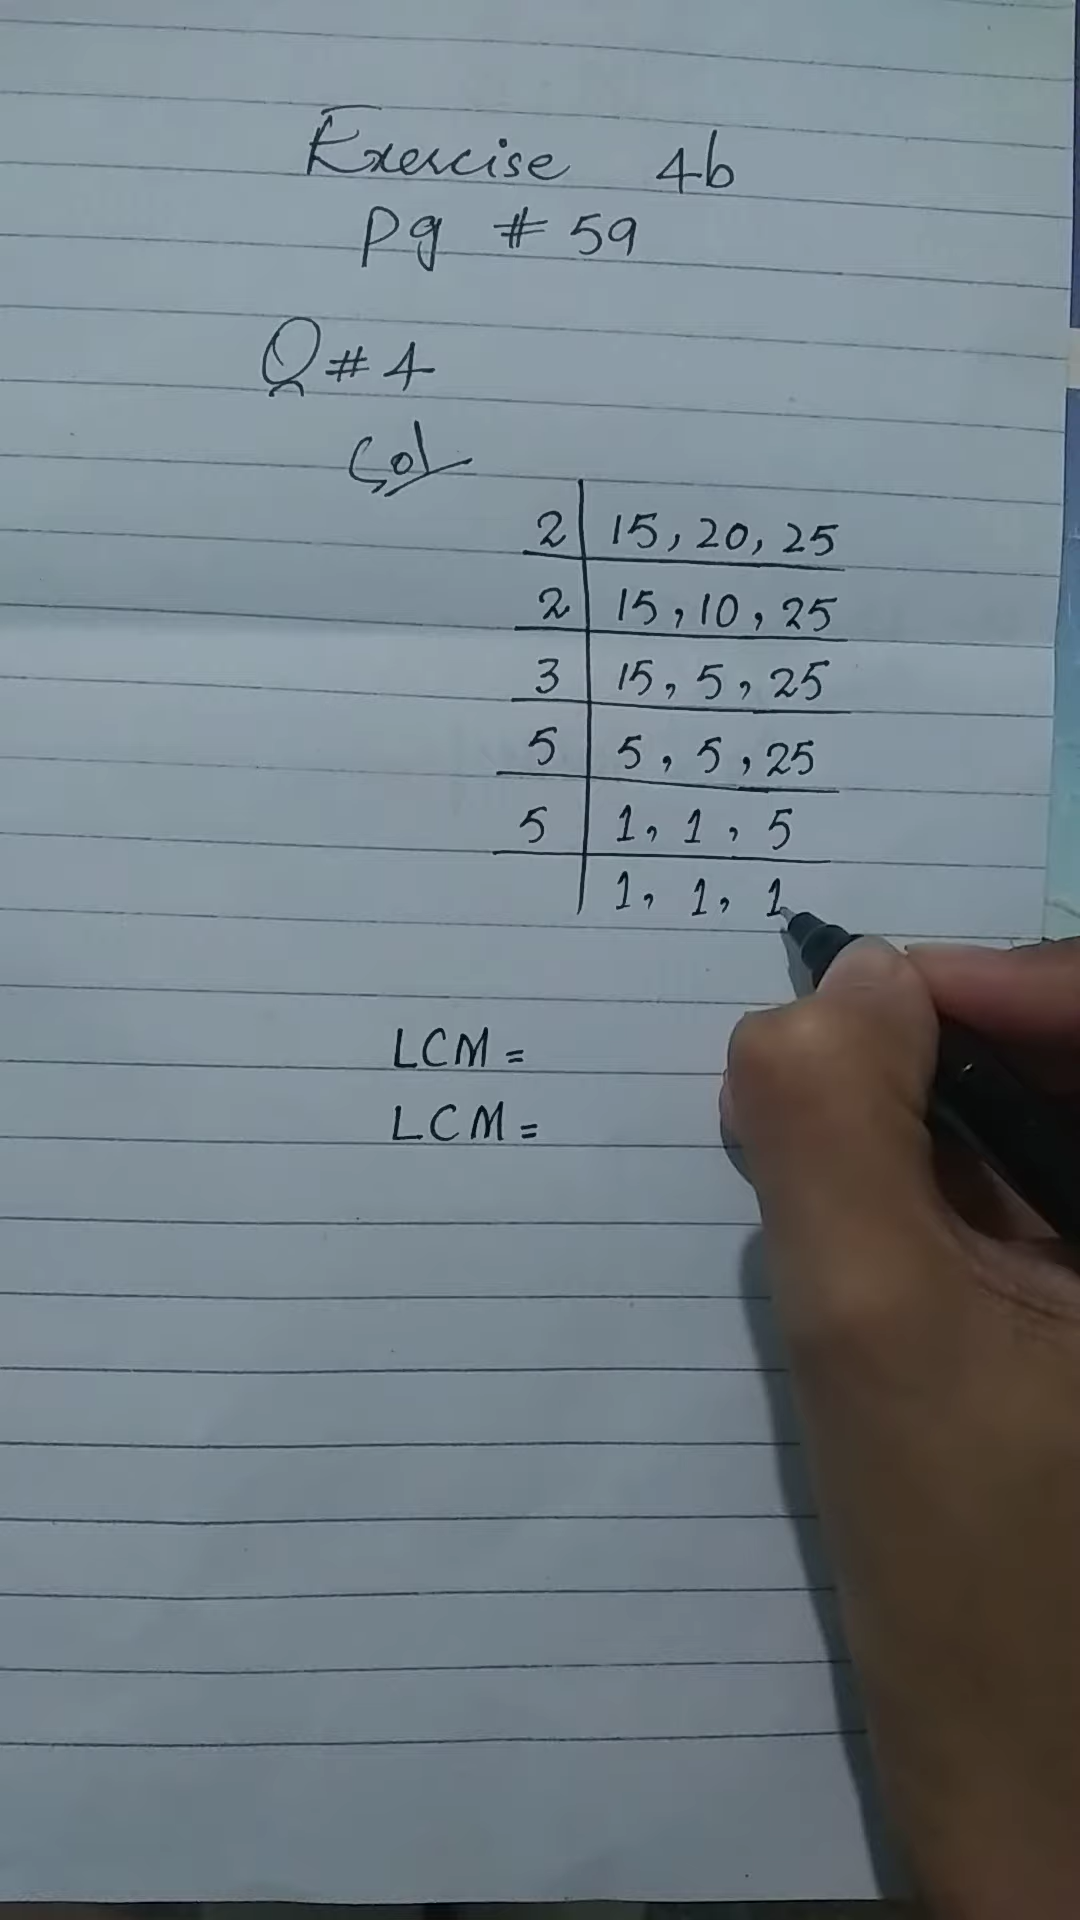 Exercise 4b
Pg # 59
Q # 4
Sol
2 | 15, 20, 25
2 | 15, 10, 25
3 | 15, 5, 25
5 | 5, 5, 25
5 | 1, 1, 5
| 1, 1, 1
LCM =
LCM =